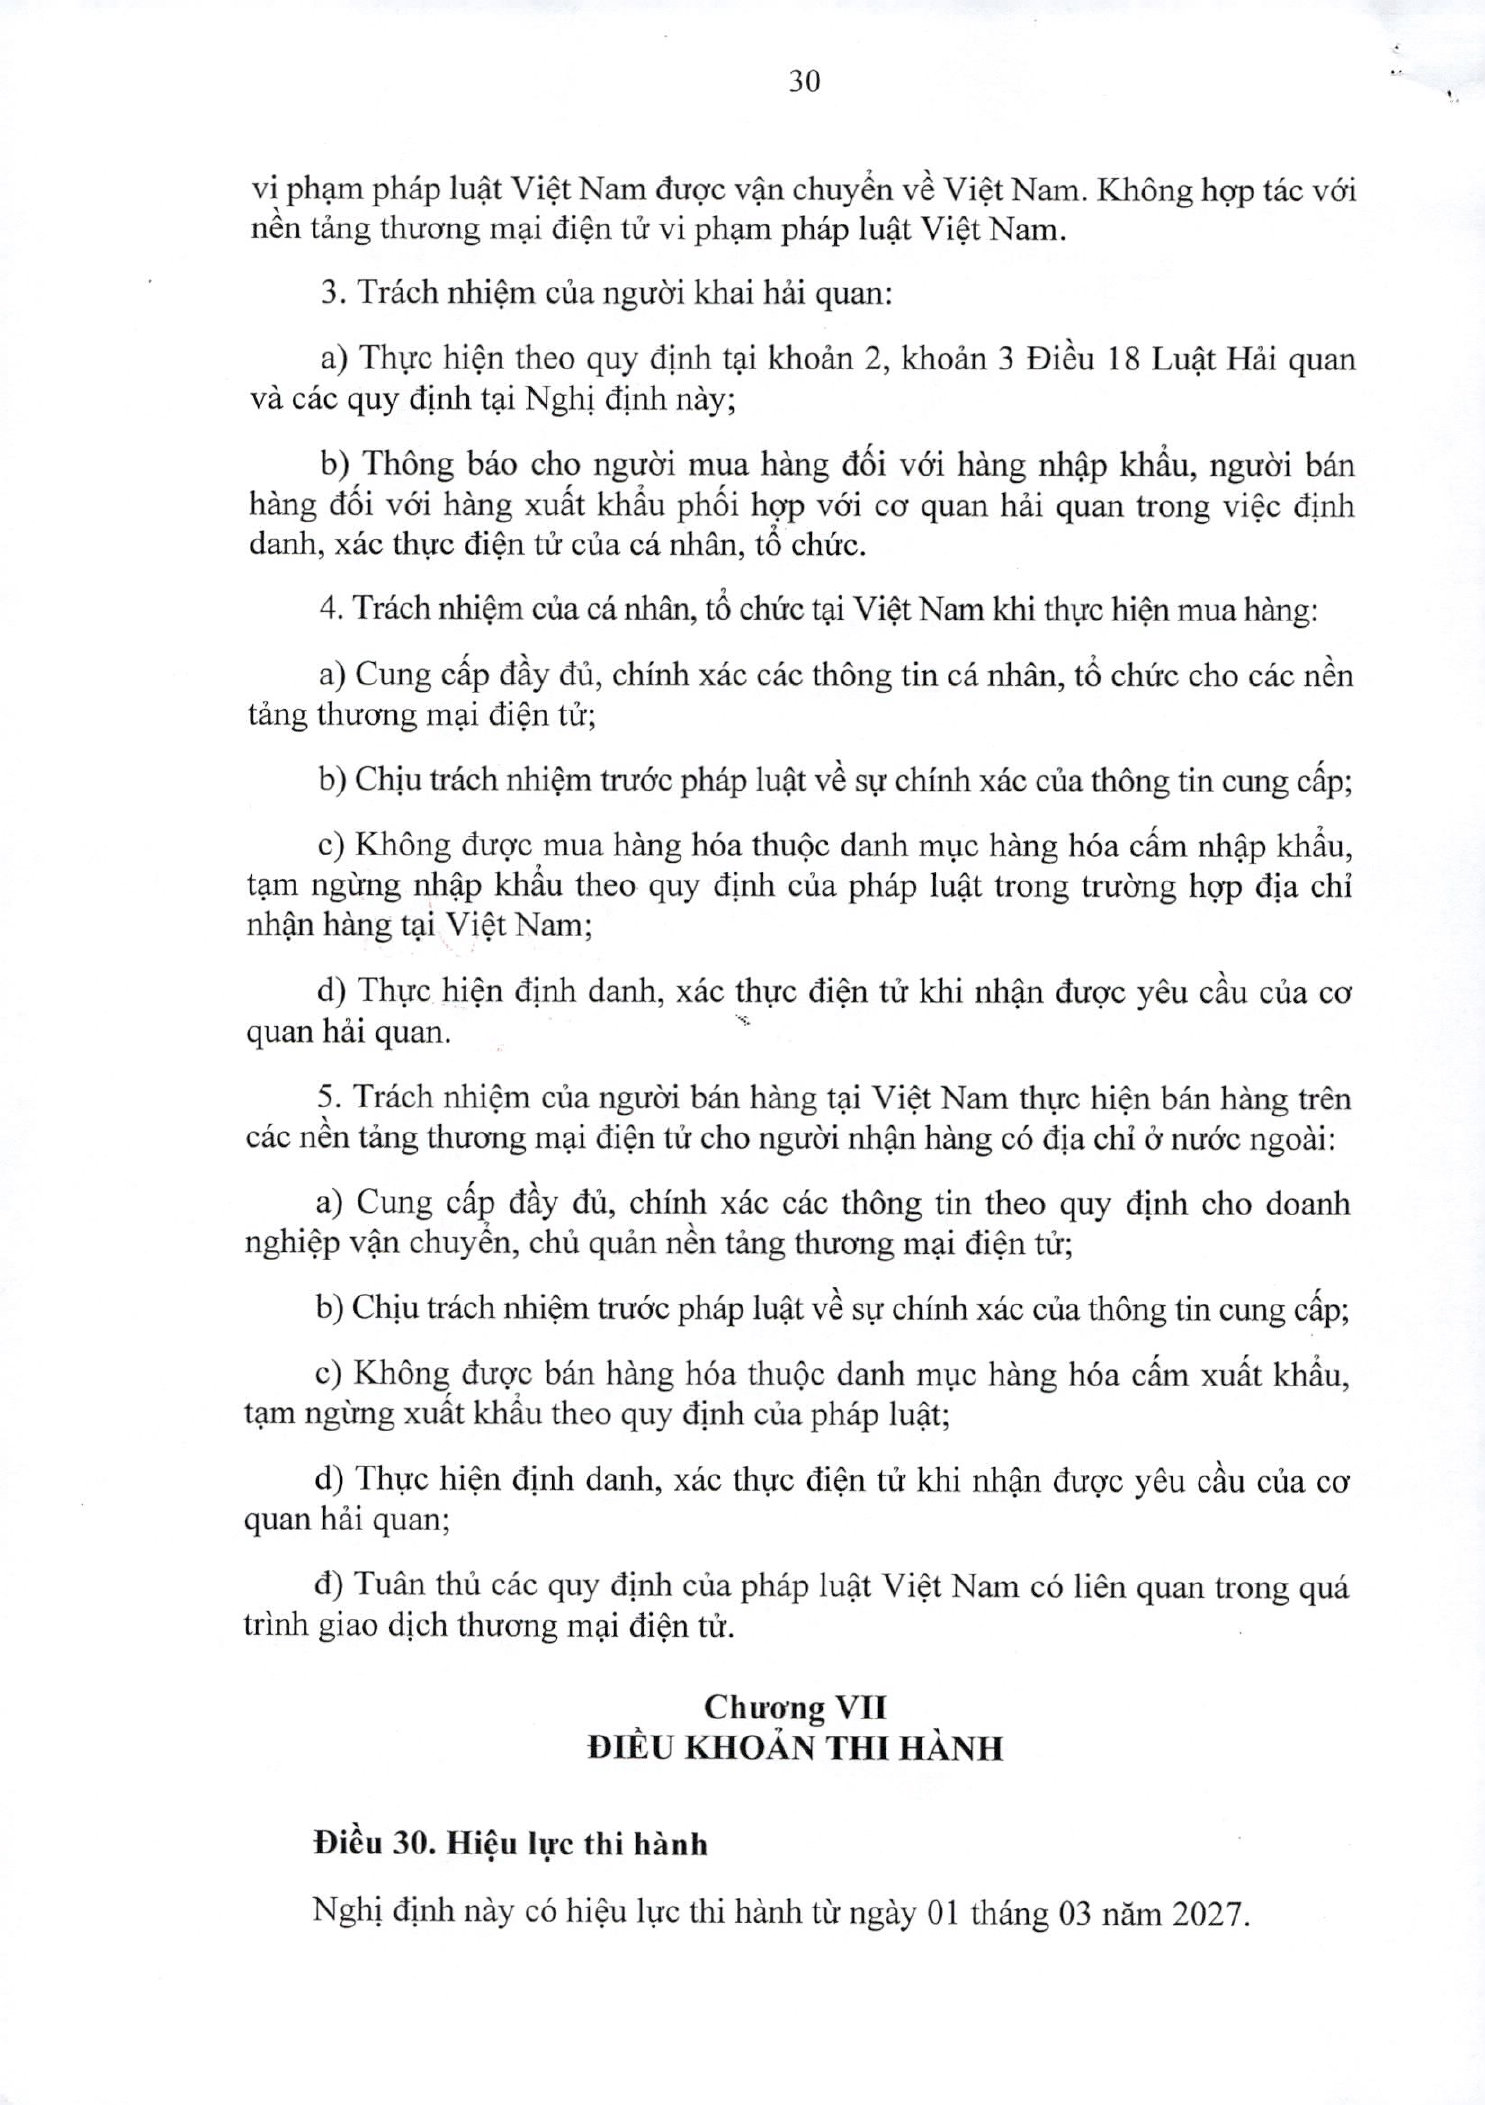 30
vi phạm pháp luật Việt Nam được vận chuyển về Việt Nam. Không hợp tác với
nền tảng thương mại điện tử vi phạm pháp luật Việt Nam.
3. Trách nhiệm của người khai hải quan:
a) Thực hiện theo quy định tại khoản 2, khoản 3 Điều 18 Luật Hải quan
và các quy định tại Nghị định này;
b) Thông báo cho người mua hàng đối với hàng nhập khẩu, người bán
hàng đối với hàng xuất khẩu phối hợp với cơ quan hải quan trong việc định
danh, xác thực điện tử của cá nhân, tổ chức.
4. Trách nhiệm của cá nhân, tổ chức tại Việt Nam khi thực hiện mua hàng:
a) Cung cấp đầy đủ, chính xác các thông tin cá nhân, tổ chức cho các nền
tảng thương mại điện tử;
b) Chịu trách nhiệm trước pháp luật về sự chính xác của thông tin cung cấp;
c) Không được mua hàng hóa thuộc danh mục hàng hóa cấm nhập khẩu,
tạm ngừng nhập khẩu theo quy định của pháp luật trong trường hợp địa chỉ
nhận hàng tại Việt Nam;
d) Thực hiện định danh, xác thực điện tử khi nhận được yêu cầu của cơ
quan hải quan.
5. Trách nhiệm của người bán hàng tại Việt Nam thực hiện bán hàng trên
các nền tảng thương mại điện tử cho người nhận hàng có địa chỉ ở nước ngoài:
a) Cung cấp đầy đủ, chính xác các thông tin theo quy định cho doanh
nghiệp vận chuyển, chủ quản nền tảng thương mại điện tử;
b) Chịu trách nhiệm trước pháp luật về sự chính xác của thông tin cung cấp;
c) Không được bán hàng hóa thuộc danh mục hàng hóa cấm xuất khẩu,
tạm ngừng xuất khẩu theo quy định của pháp luật;
d) Thực hiện định danh, xác thực điện tử khi nhận được yêu cầu của cơ
quan hải quan;
đ) Tuân thủ các quy định của pháp luật Việt Nam có liên quan trong quá
trình giao dịch thương mại điện tử.
Chương VII
ĐIỀU KHOẢN THI HÀNH
Điều 30. Hiệu lực thi hành
Nghị định này có hiệu lực thi hành từ ngày 01 tháng 03 năm 2027.